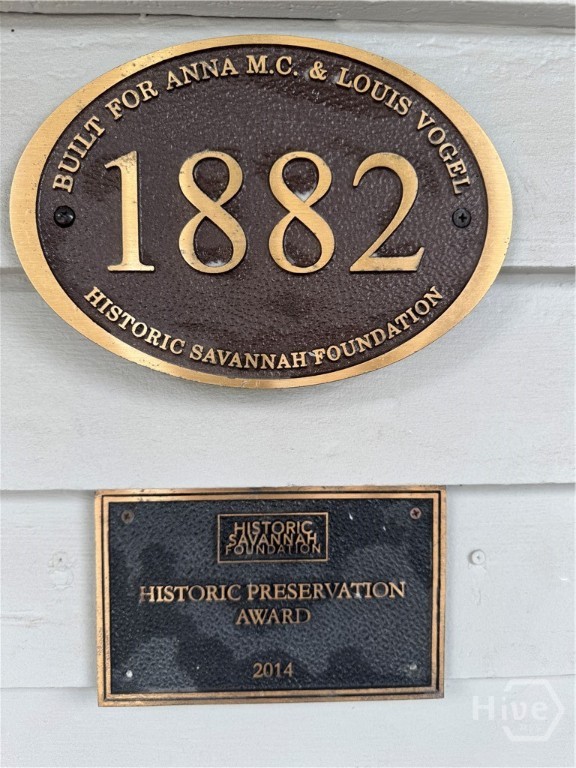 BUILT FOR ANNA M.C. & LOUIS VOGEL
1882
HISTORIC SAVANNAH FOUNDATION
HISTORIC
SAVANNAH
FOUNDATION
HISTORIC PRESERVATION
AWARD
2014
Hive